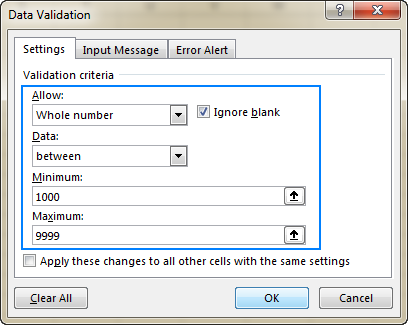 Data Validation
Settings Input Message Error Alert
Validation criteria
Allow:
Whole number Ignore blank
Data:
between
Minimum:
1000
Maximum:
9999
Apply these changes to all other cells with the same settings
Clear All OK Cancel